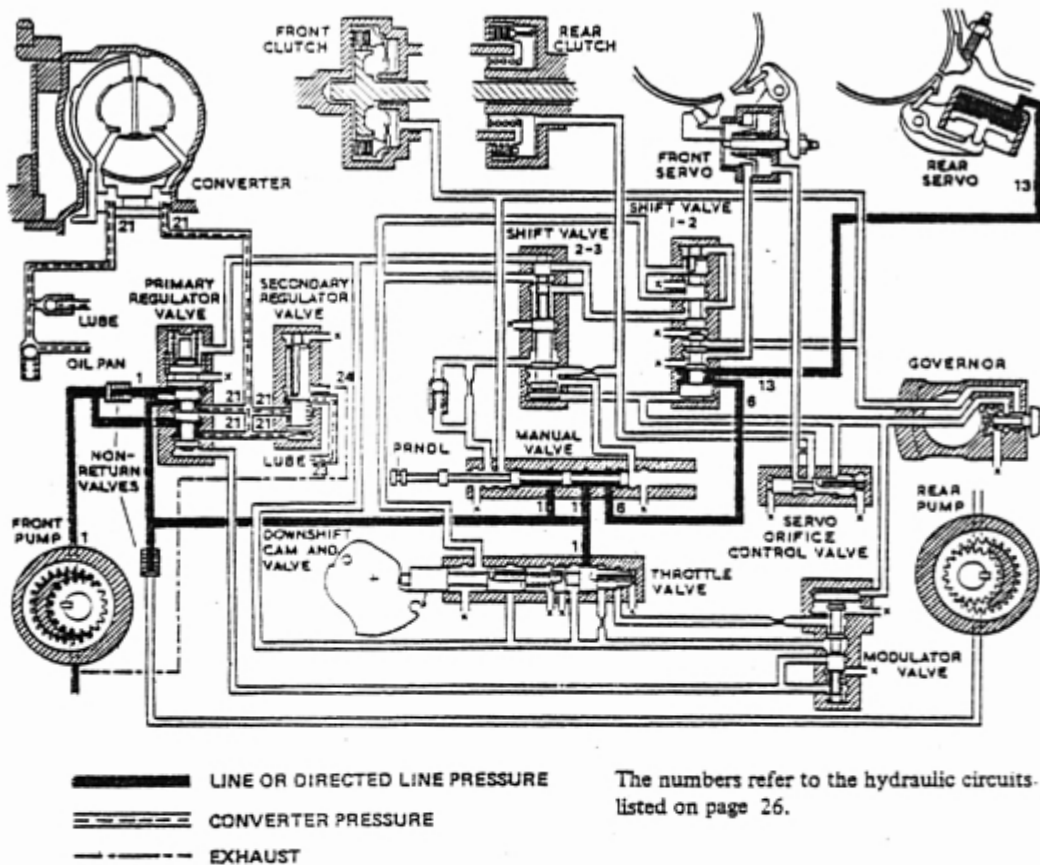 FRONT
CLUTCH
REAR
CLUTCH
CONVERTER
FRONT
SERVO
REAR
SERVO
13
21
21
SHIFT VALVE
1-2
SHIFT VALVE
2-3
PRIMARY
REGULATOR
VALVE
SECONDARY
REGULATOR
VALVE
LUBE
OIL PAN
x
x
x
x
x
x
1
21
21
21
21
24
13
6
GOVERNOR
PRNDL
MANUAL
VALVE
LUBE
NON-
RETURN
VALVES
x
x
x
x
x
1
1
6
FRONT
PUMP
1
DOWNSHIFT
CAM AND
VALVE
1
THROTTLE
VALVE
SERVO
ORIFICE
CONTROL VALVE
REAR
PUMP
x
x
x
x
x
MODULATOR
VALVE
x
LINE OR DIRECTED LINE PRESSURE
CONVERTER PRESSURE
EXHAUST
The numbers refer to the hydraulic circuits
listed on page 26.